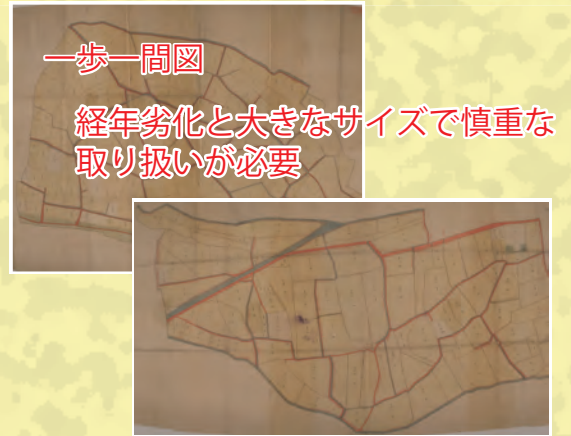 一歩一間図
経年劣化と大きなサイズで慎重な
取り扱いが必要